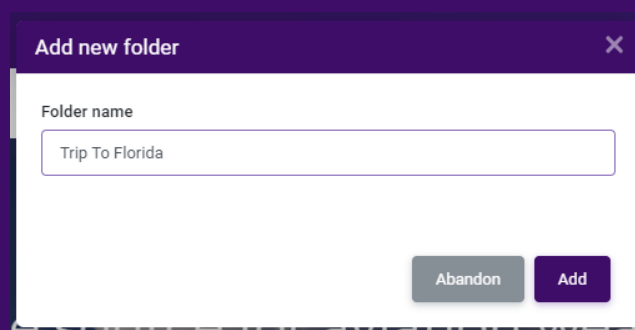 Add new folder
Folder name
Trip To Florida
Abandon
Add